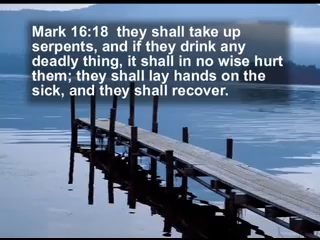 Mark 16:18  they shall take up
serpents, and if they drink any
deadly thing, it shall in no wise hurt
them; they shall lay hands on the
sick, and they shall recover.